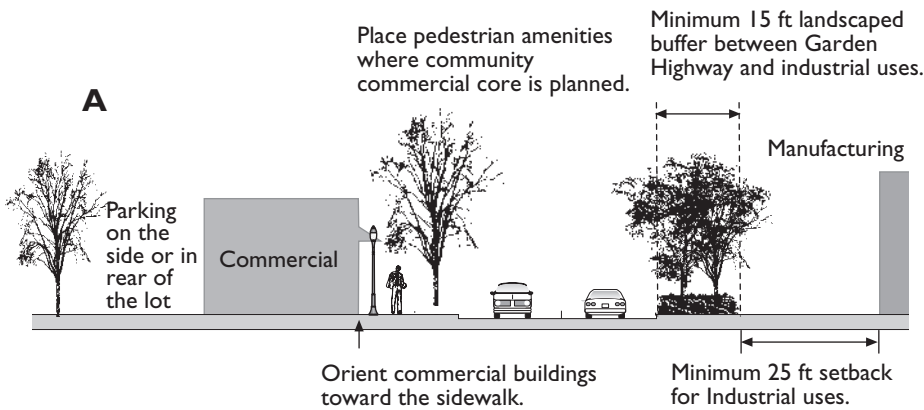 Place pedestrian amenities
where community
commercial core is planned.
Minimum 15 ft landscaped
buffer between Garden
Highway and industrial uses.
A
Manufacturing
Parking
on the
side or in
rear of
the lot
Commercial
Orient commercial buildings
toward the sidewalk.
Minimum 25 ft setback
for Industrial uses.